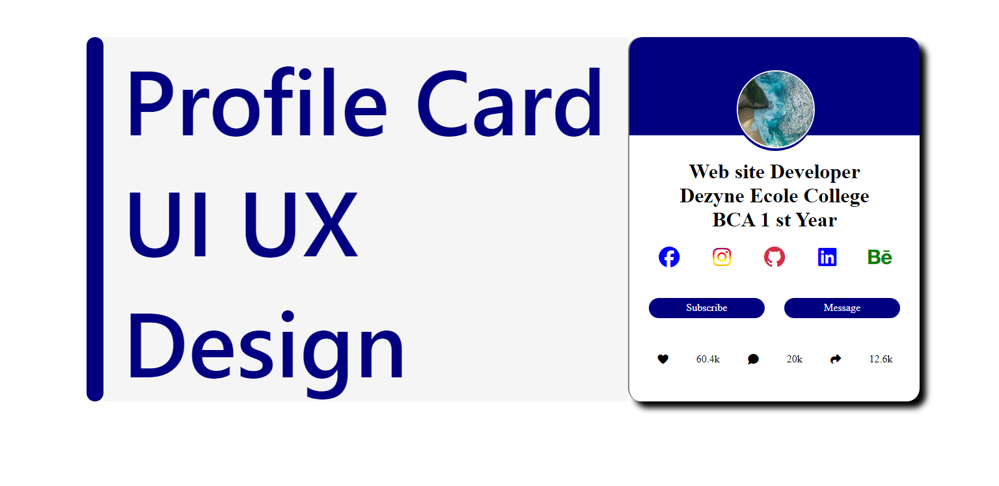 Profile Card
UI UX
Design
Web site Developer
Dezyne Ecole College
BCA 1 st Year
Bē
Subscribe Message
60.4k 20k 12.6k